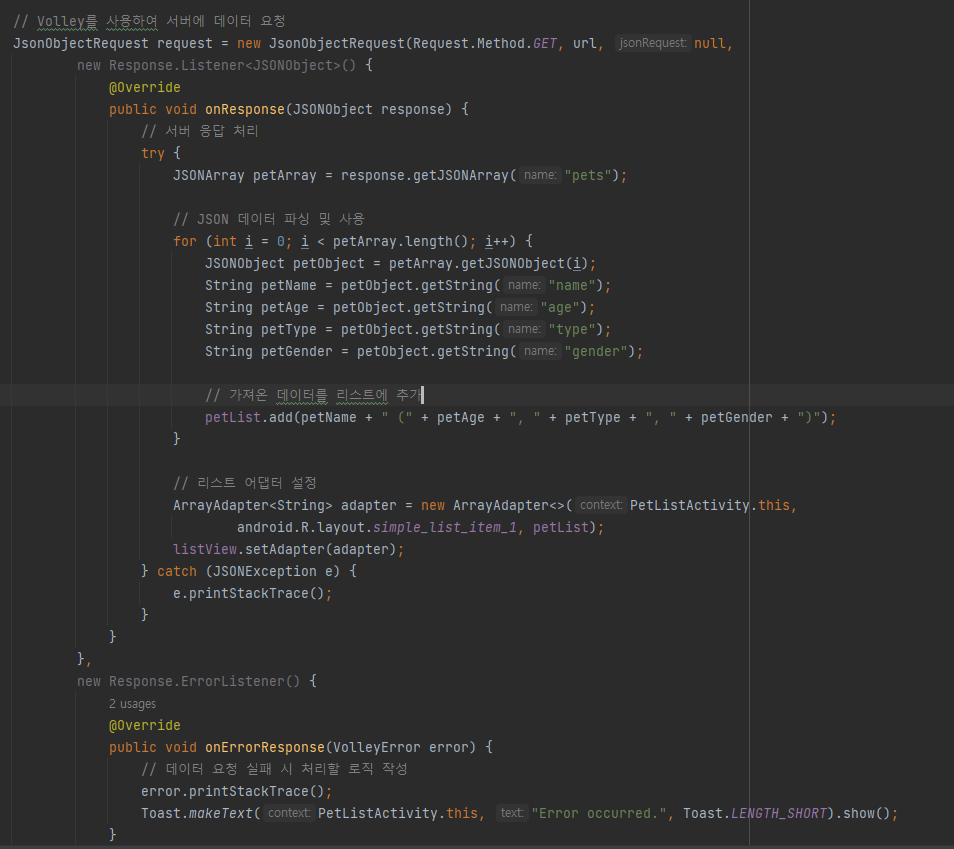 // Volley를 사용하여 서버에 데이터 요청
JsonObjectRequest request = new JsonObjectRequest(Request.Method.GET, url, jsonRequest: null,
new Response.Listener<JSONObject>() {
@Override
public void onResponse(JSONObject response) {
// 서버 응답 처리
try {
JSONArray petArray = response.getJSONArray( name: "pets");
// JSON 데이터 파싱 및 사용
for (int i = 0; i < petArray.length(); i++) {
JSONObject petObject = petArray.getJSONObject(i);
String petName = petObject.getString( name: "name");
String petAge = petObject.getString( name: "age");
String petType = petObject.getString( name: "type");
String petGender = petObject.getString( name: "gender");
// 가져온 데이터를 리스트에 추가
petList.add(petName + " (" + petAge + ", " + petType + ", " + petGender + ")");
}
// 리스트 어댑터 설정
ArrayAdapter<String> adapter = new ArrayAdapter<>( context: PetListActivity.this,
android.R.layout.simple_list_item_1, petList);
listView.setAdapter(adapter);
} catch (JSONException e) {
e.printStackTrace();
}
}
},
new Response.ErrorListener() {
2 usages
@Override
public void onErrorResponse(VolleyError error) {
// 데이터 요청 실패 시 처리할 로직 작성
error.printStackTrace();
Toast.makeText( context: PetListActivity.this, text: "Error occurred.", Toast.LENGTH_SHORT).show();
}